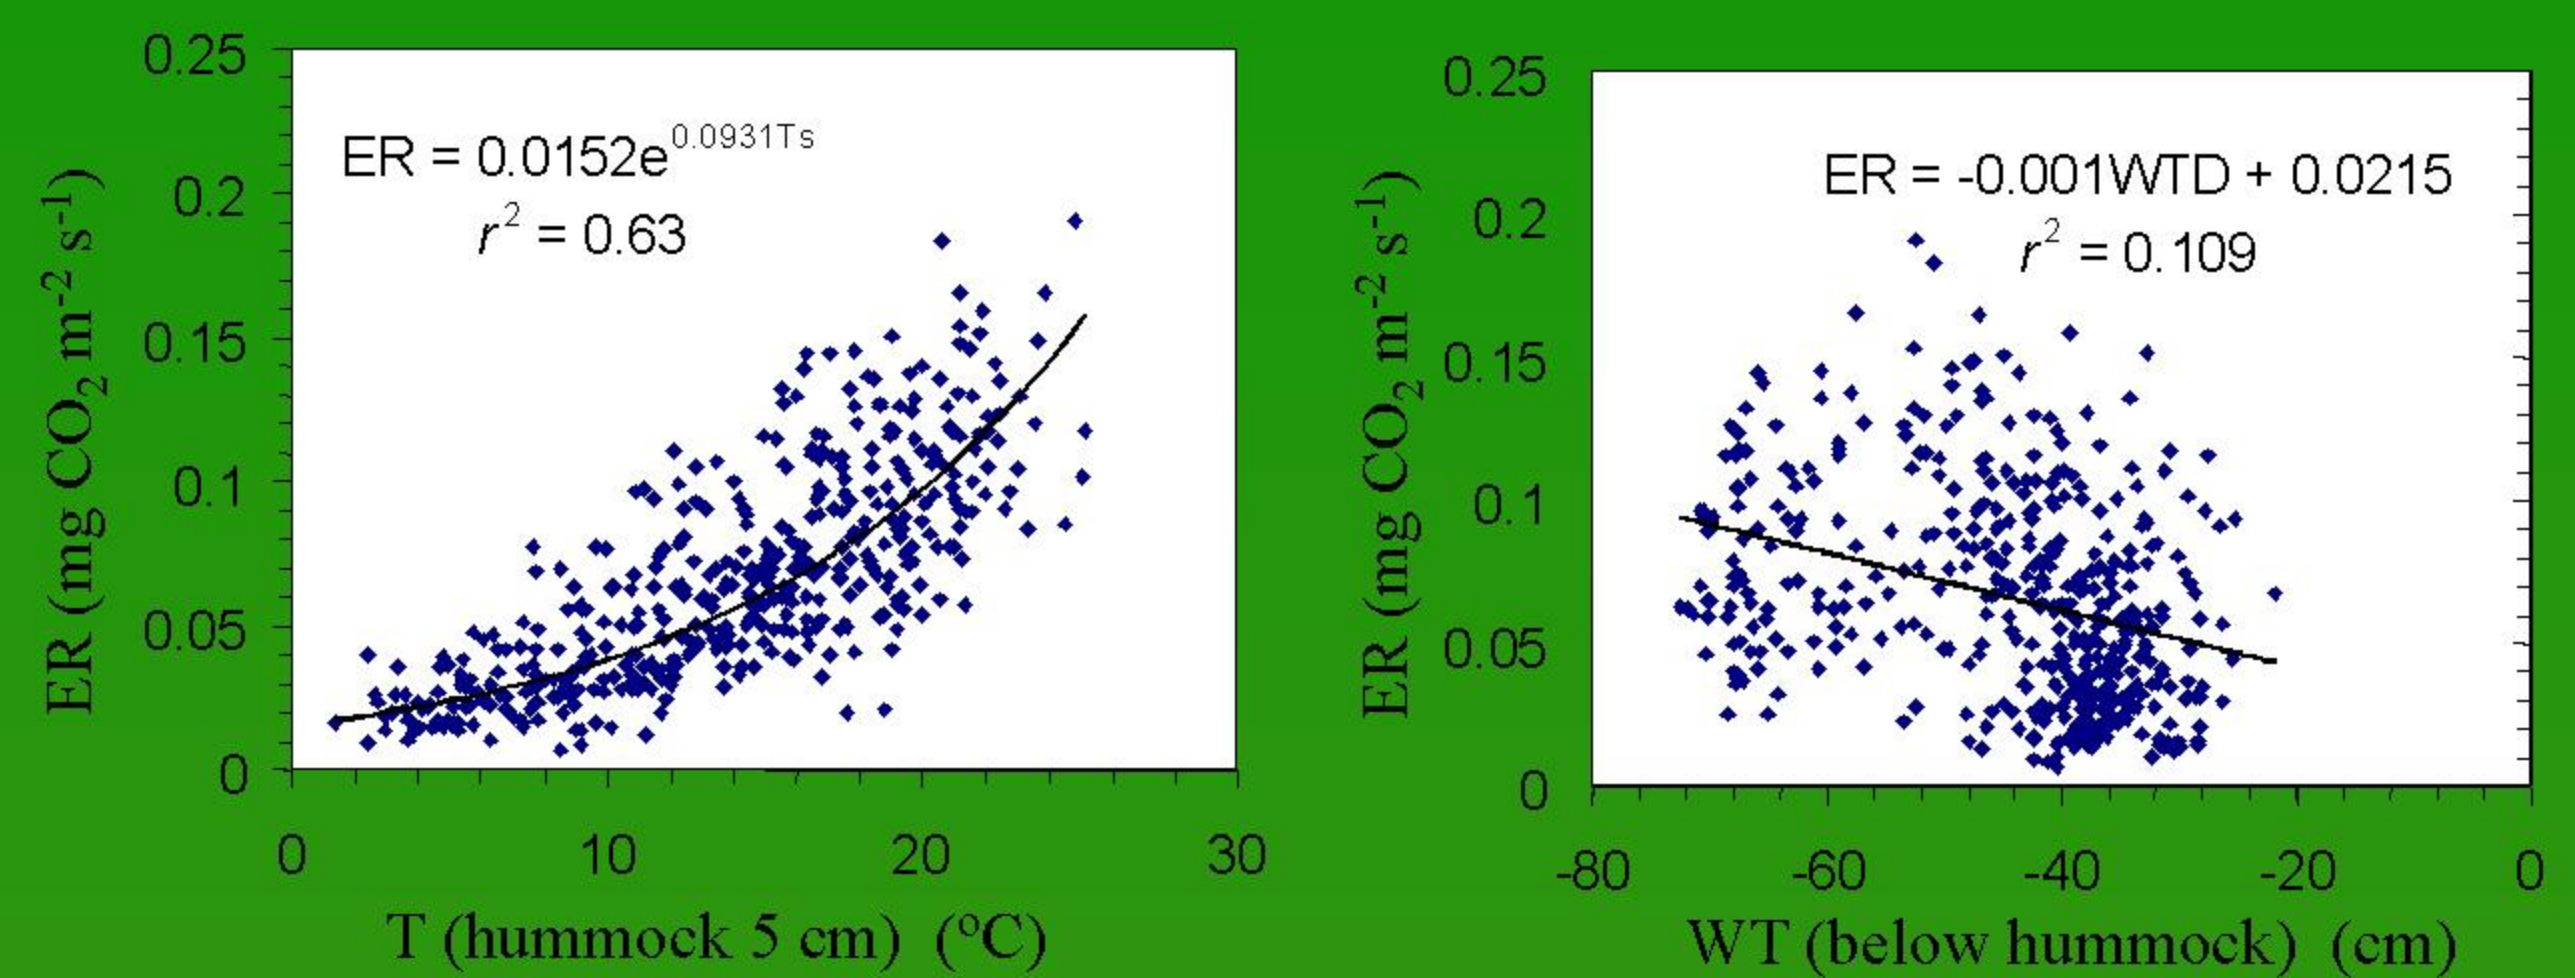 0.25
0.2
0.15
0.1
0.05
0
ER (mg CO₂ m⁻² s⁻¹)
ER = 0.0152e^0.0931Ts
r² = 0.63
0 10 20 30
T (hummock 5 cm) (ºC)
0.25
0.2
0.15
0.1
0.05
0
ER (mg CO₂ m⁻² s⁻¹)
ER = -0.001WTD + 0.0215
r² = 0.109
-80 -60 -40 -20 0
WT (below hummock) (cm)